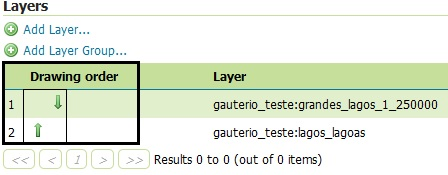 Layers
Add Layer...
Add Layer Group...
Drawing order Layer
1 gauterio_teste:grandes_lagos_1_250000
2 gauterio_teste:lagos_lagoas
<< < 1 > >> Results 0 to 0 (out of 0 items)